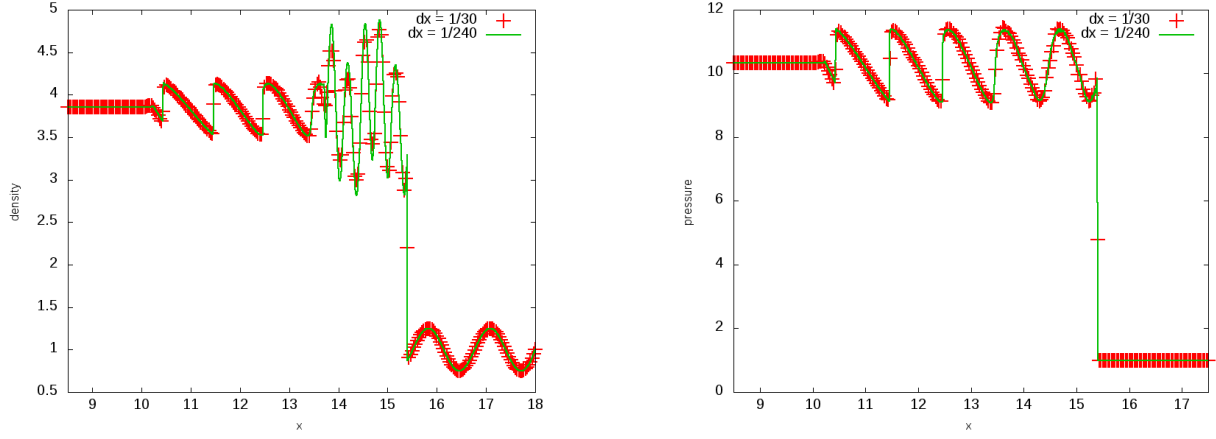 5
4.5
4
3.5
3
2.5
2
1.5
1
0.5
9 10 11 12 13 14 15 16 17 18
density
x
dx = 1/30
dx = 1/240
12
10
8
6
4
2
0
9 10 11 12 13 14 15 16 17
pressure
x
dx = 1/30
dx = 1/240